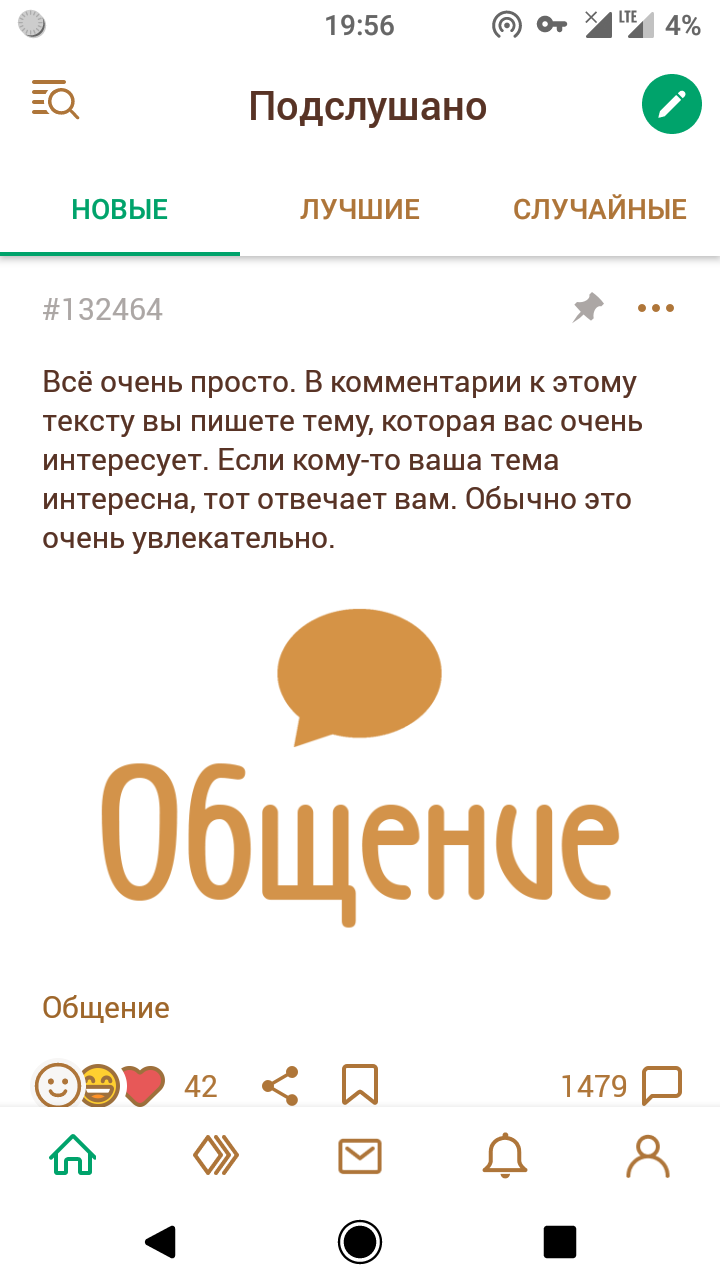 19:56
LTE
4%
Подслушано
НОВЫЕ
ЛУЧШИЕ
СЛУЧАЙНЫЕ
#132464
Всё очень просто. В комментарии к этому
тексту вы пишете тему, которая вас очень
интересует. Если кому-то ваша тема
интересна, тот отвечает вам. Обычно это
очень увлекательно.
Общение
Общение
42
1479